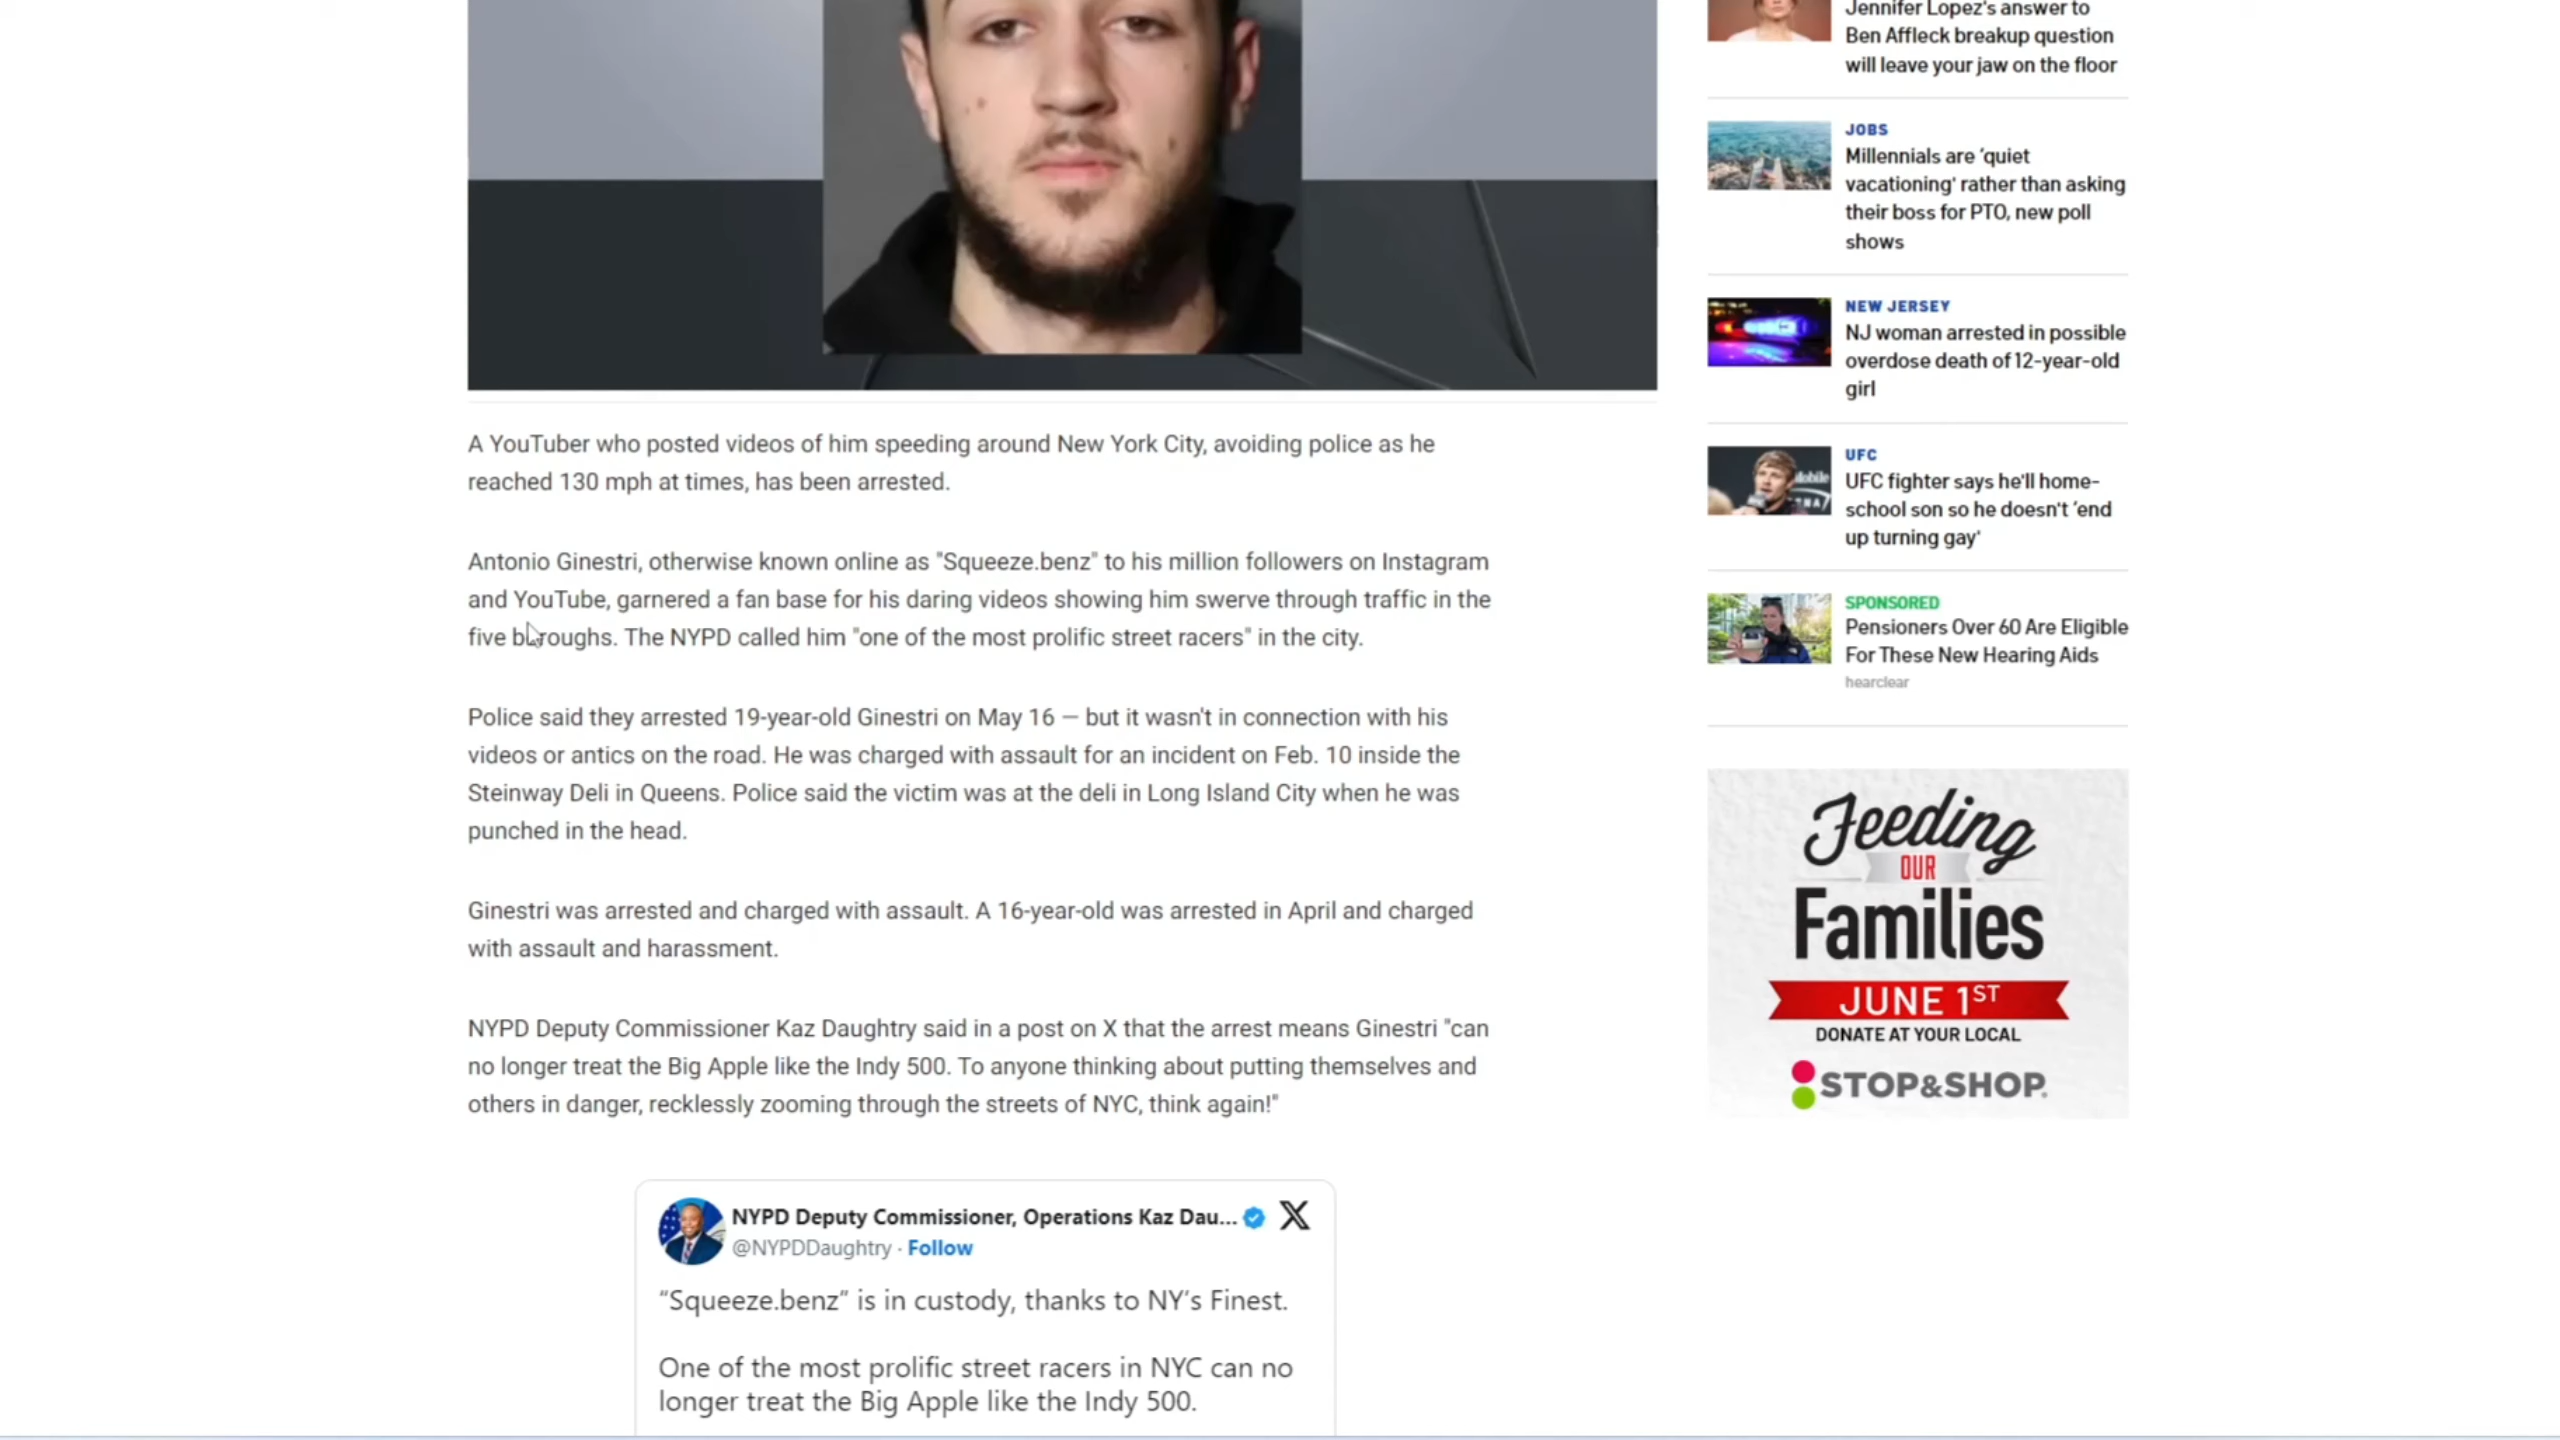 A YouTuber who posted videos of him speeding around New York City, avoiding police as he
reached 130 mph at times, has been arrested.
Antonio Ginestri, otherwise known online as "Squeeze.benz" to his million followers on Instagram
and YouTube, garnered a fan base for his daring videos showing him swerve through traffic in the
five boroughs. The NYPD called him "one of the most prolific street racers" in the city.
Police said they arrested 19-year-old Ginestri on May 16 — but it wasn't in connection with his
videos or antics on the road. He was charged with assault for an incident on Feb. 10 inside the
Steinway Deli in Queens. Police said the victim was at the deli in Long Island City when he was
punched in the head.
Ginestri was arrested and charged with assault. A 16-year-old was arrested in April and charged
with assault and harassment.
NYPD Deputy Commissioner Kaz Daughtry said in a post on X that the arrest means Ginestri "can
no longer treat the Big Apple like the Indy 500. To anyone thinking about putting themselves and
others in danger, recklessly zooming through the streets of NYC, think again!"
NYPD Deputy Commissioner, Operations Kaz Dau...
@NYPDDaughtry · Follow
“Squeeze.benz” is in custody, thanks to NY’s Finest.
One of the most prolific street racers in NYC can no
longer treat the Big Apple like the Indy 500.
Jennifer Lopez's answer to
Ben Affleck breakup question
will leave your jaw on the floor
JOBS
Millennials are ‘quiet
vacationing’ rather than asking
their boss for PTO, new poll
shows
NEW JERSEY
NJ woman arrested in possible
overdose death of 12-year-old
girl
UFC
UFC fighter says he'll home-
school son so he doesn't ‘end
up turning gay’
SPONSORED
Pensioners Over 60 Are Eligible
For These New Hearing Aids
hearclear
Feeding
OUR
Families
JUNE 1ST
DONATE AT YOUR LOCAL
STOP&SHOP.